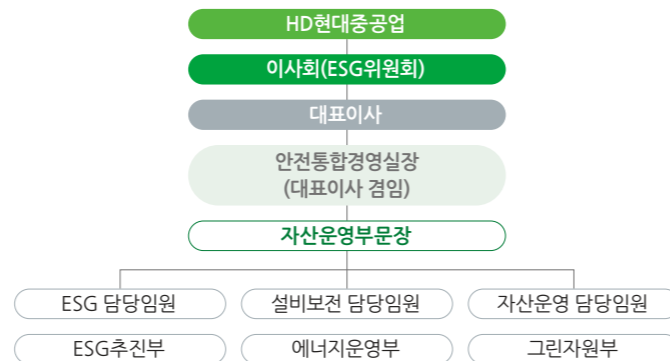 HD현대중공업
이사회(ESG위원회)
대표이사
안전통합경영실장
(대표이사 겸임)
자산운영부문장
ESG 담당임원
설비보전 담당임원
자산운영 담당임원
ESG추진부
에너지운영부
그린자원부